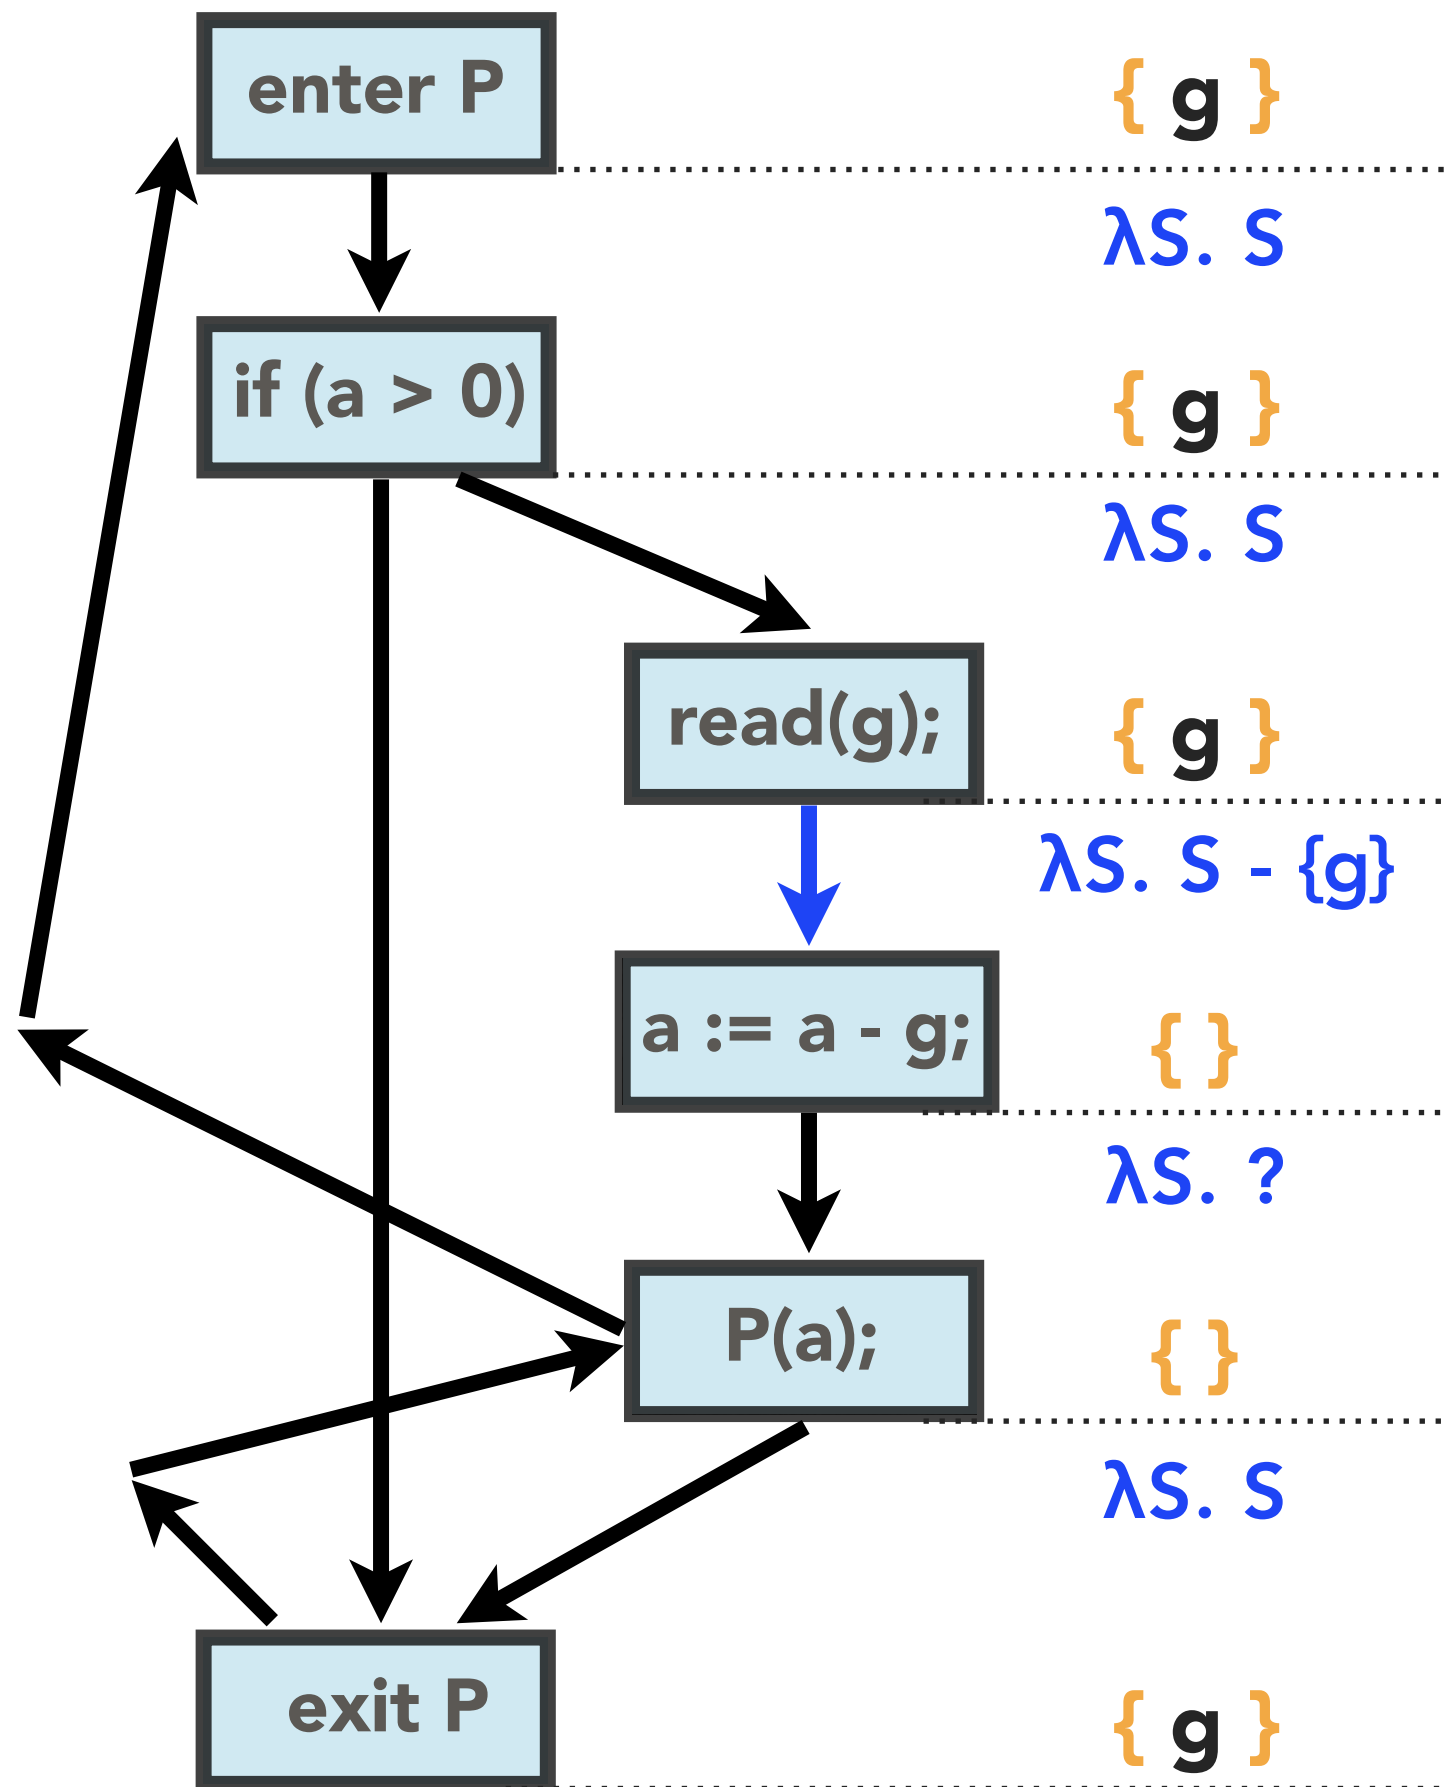 enter P
{ g }
λS. S
if (a > 0)
{ g }
λS. S
read(g);
{ g }
λS. S - {g}
a := a - g;
{ }
λS. ?
P(a);
{ }
λS. S
exit P
{ g }